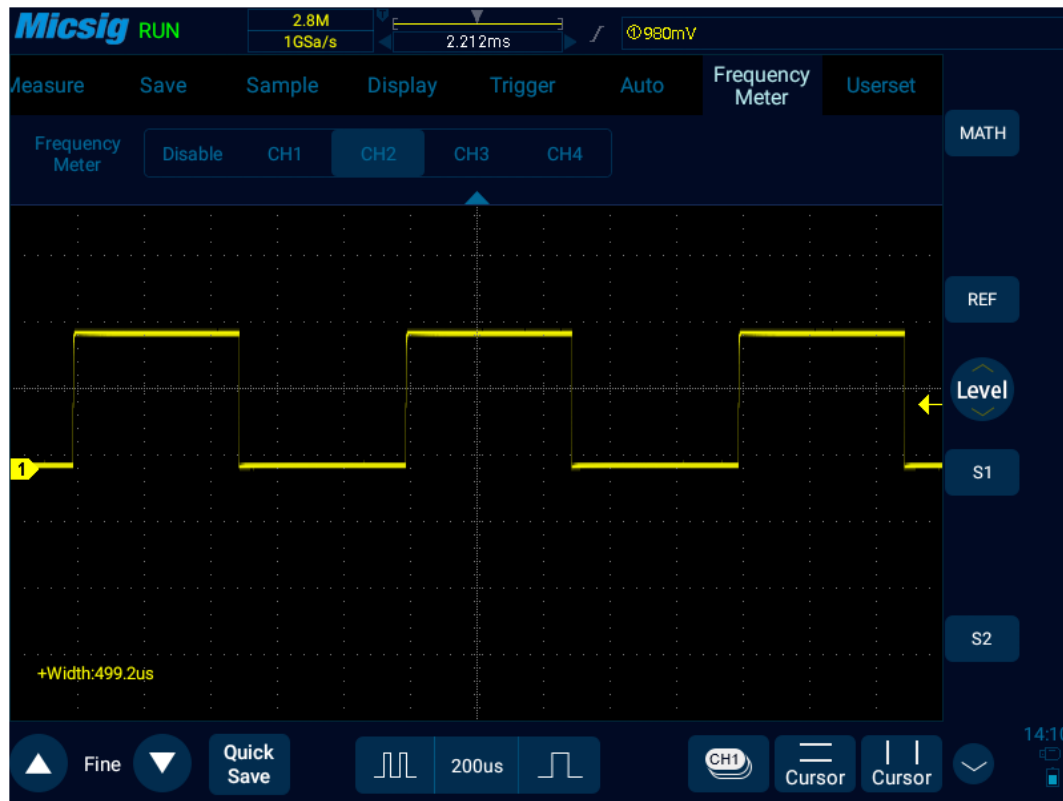 Micsig RUN
2.8M
1GSa/s
2.212ms
①980mV
Measure Save Sample Display Trigger Auto Frequency Meter Userset
Frequency Meter Disable CH1 CH2 CH3 CH4
MATH
REF
Level
1
S1
S2
+Width:499.2us
Fine
Quick Save
200us
CH1
Cursor
Cursor
14:10